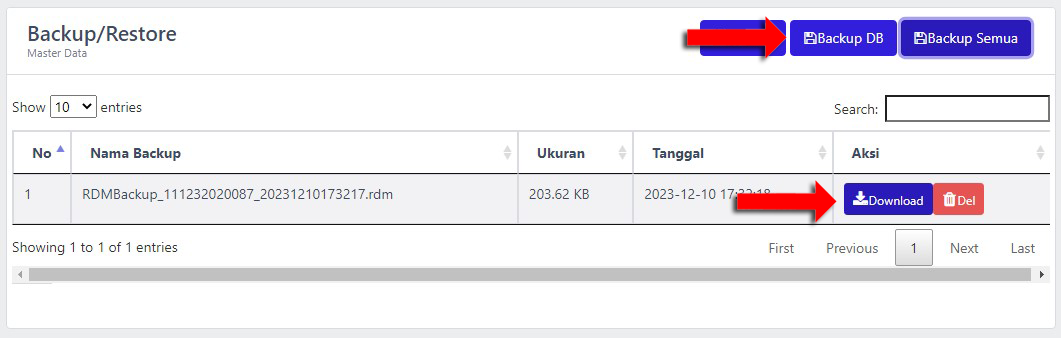 Backup/Restore
Master Data
Backup DB
Backup Semua
Show 10 entries
Search:
No Nama Backup Ukuran Tanggal Aksi
1 RDMBackup_111232020087_20231210173217.rdm 203.62 KB 2023-12-10 17:32:18 Download Del
Showing 1 to 1 of 1 entries
First Previous 1 Next Last